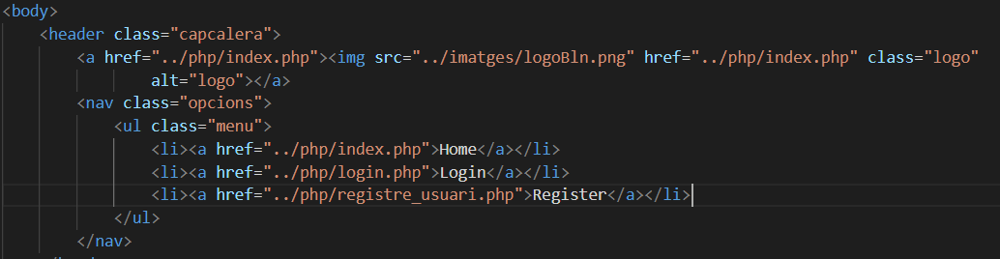 <body>
<header class="capcalera">
<a href="../php/index.php"><img src="../imatges/logoBln.png" href="../php/index.php" class="logo"
alt="logo"></a>
<nav class="opcions">
<ul class="menu">
<li><a href="../php/index.php">Home</a></li>
<li><a href="../php/login.php">Login</a></li>
<li><a href="../php/registre_usuari.php">Register</a></li>
</ul>
</nav>